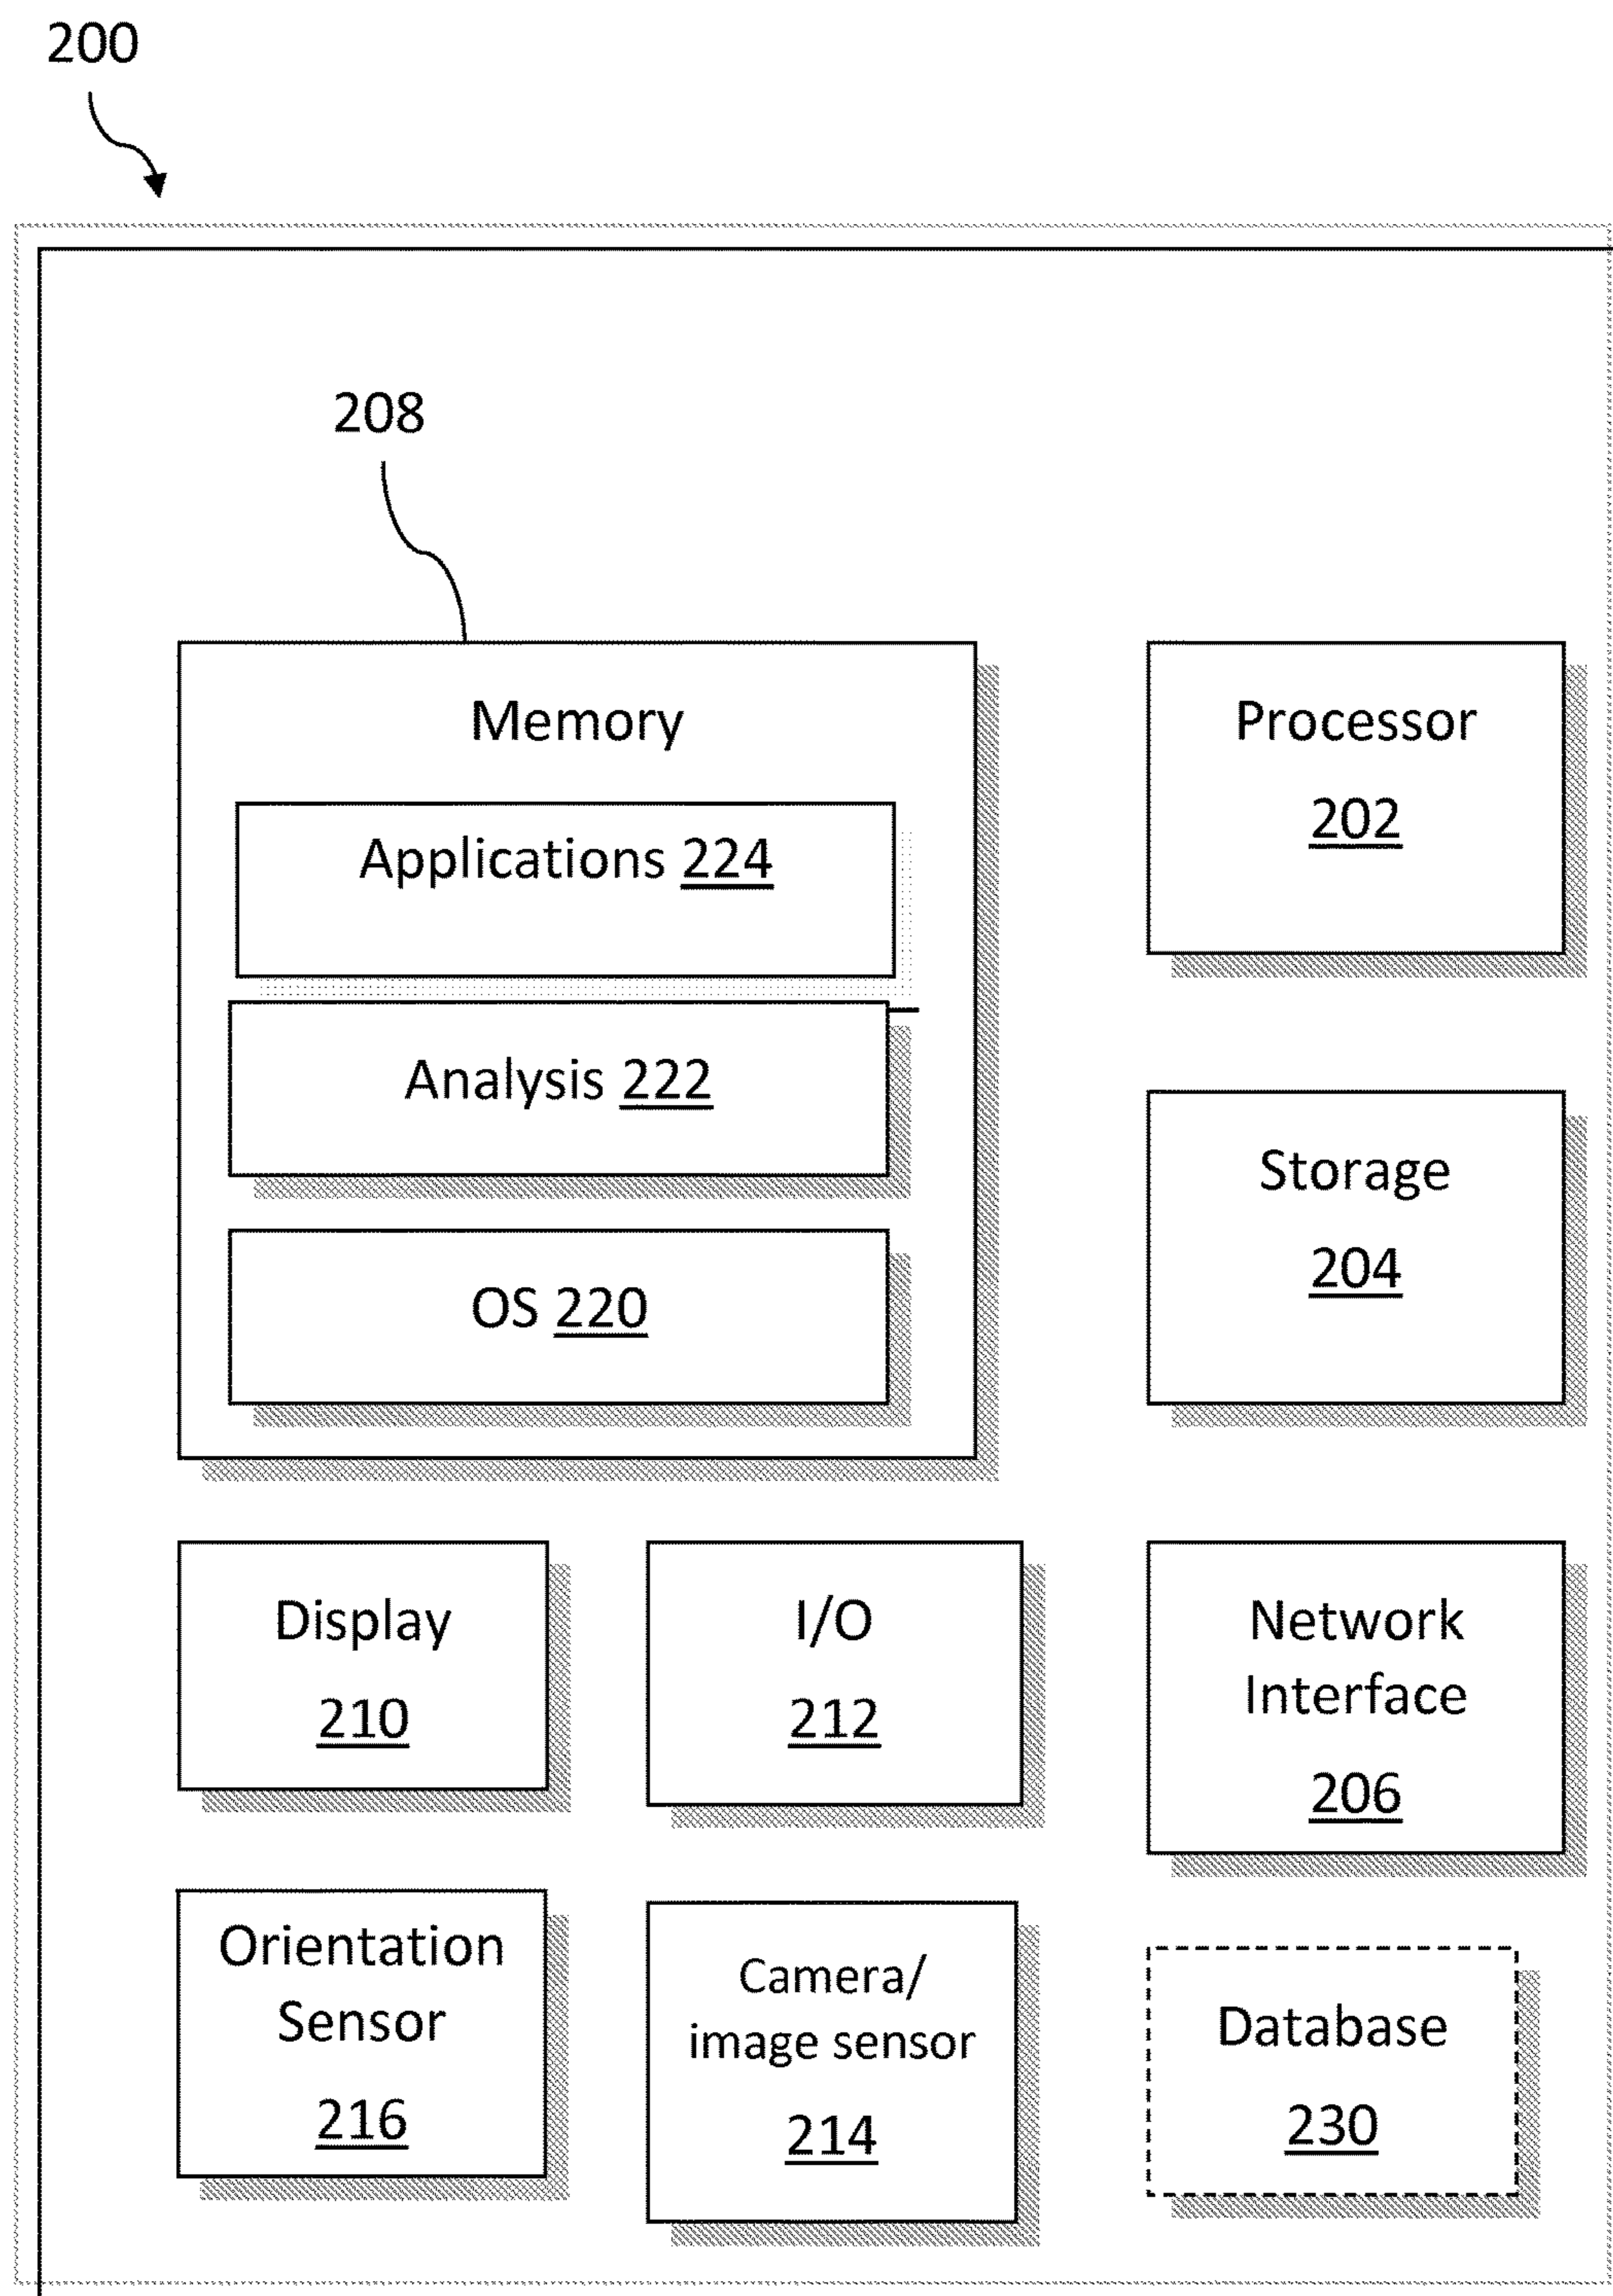 200
208
Memory
Applications 224
Analysis 222
OS 220
Processor
202
Storage
204
Display
210
I/O
212
Network
Interface
206
Orientation
Sensor
216
Camera/
image sensor
214
Database
230